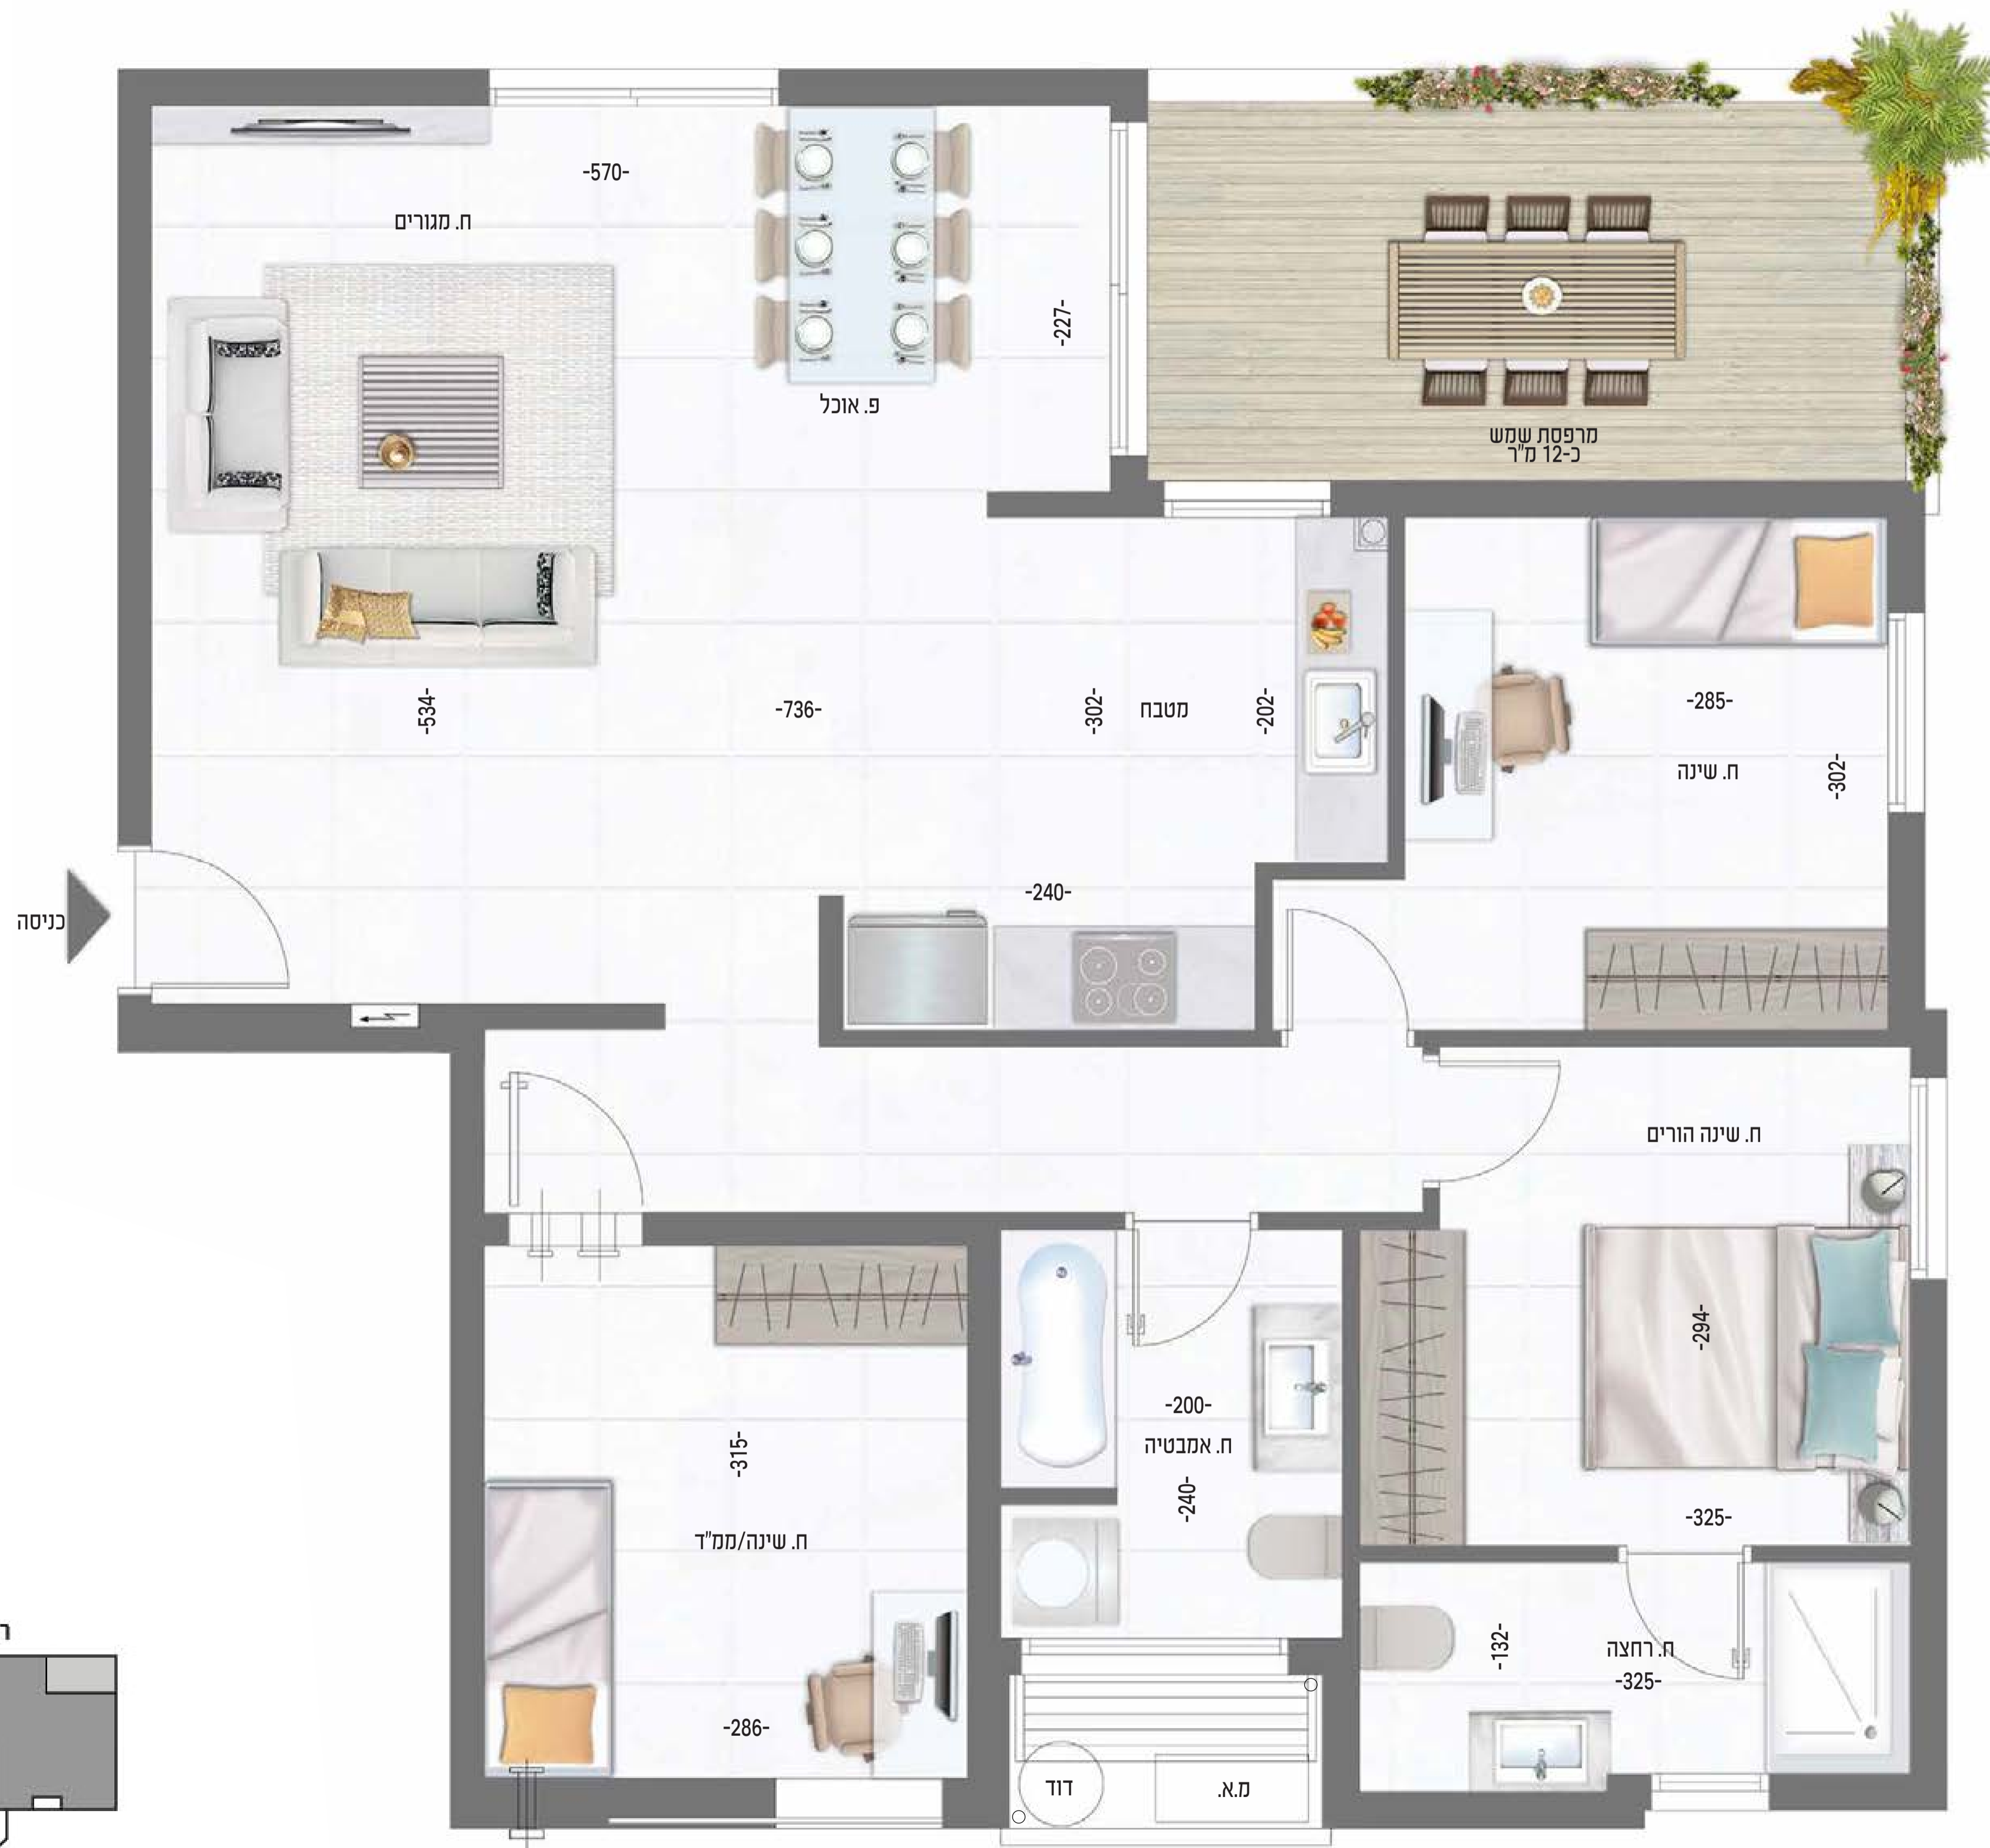 -570-
ח. מגורים
-227-
פ. אוכל
מרפסת שמש
כ-12 מ"ר
-534-
-736-
-302-
מטבח
-202-
-285-
ח. שינה
-302-
-240-
כניסה
ח. שינה הורים
-294-
-325-
-200-
ח. אמבטיה
-240-
-315-
ח. שינה/ממ"ד
-286-
-132-
ח. רחצה
-325-
דוד
מ.א.